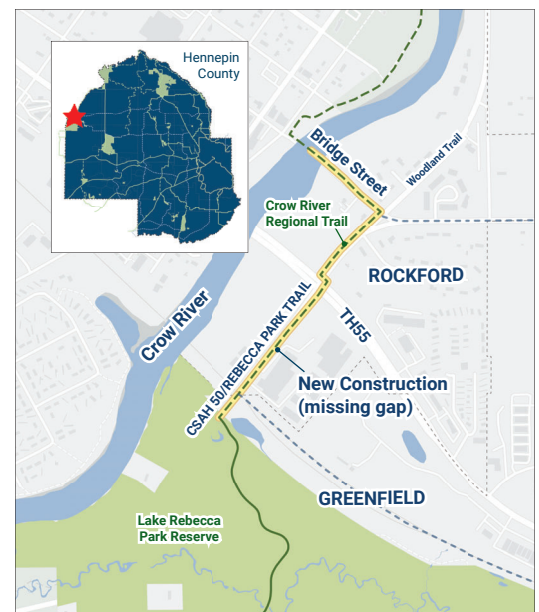 Hennepin
County
Bridge Street
Woodland Trail
Crow River
Regional Trail
ROCKFORD
TH55
Crow River
CSAH 50/REBECCA PARK TRAIL
New Construction
(missing gap)
GREENFIELD
Lake Rebecca
Park Reserve